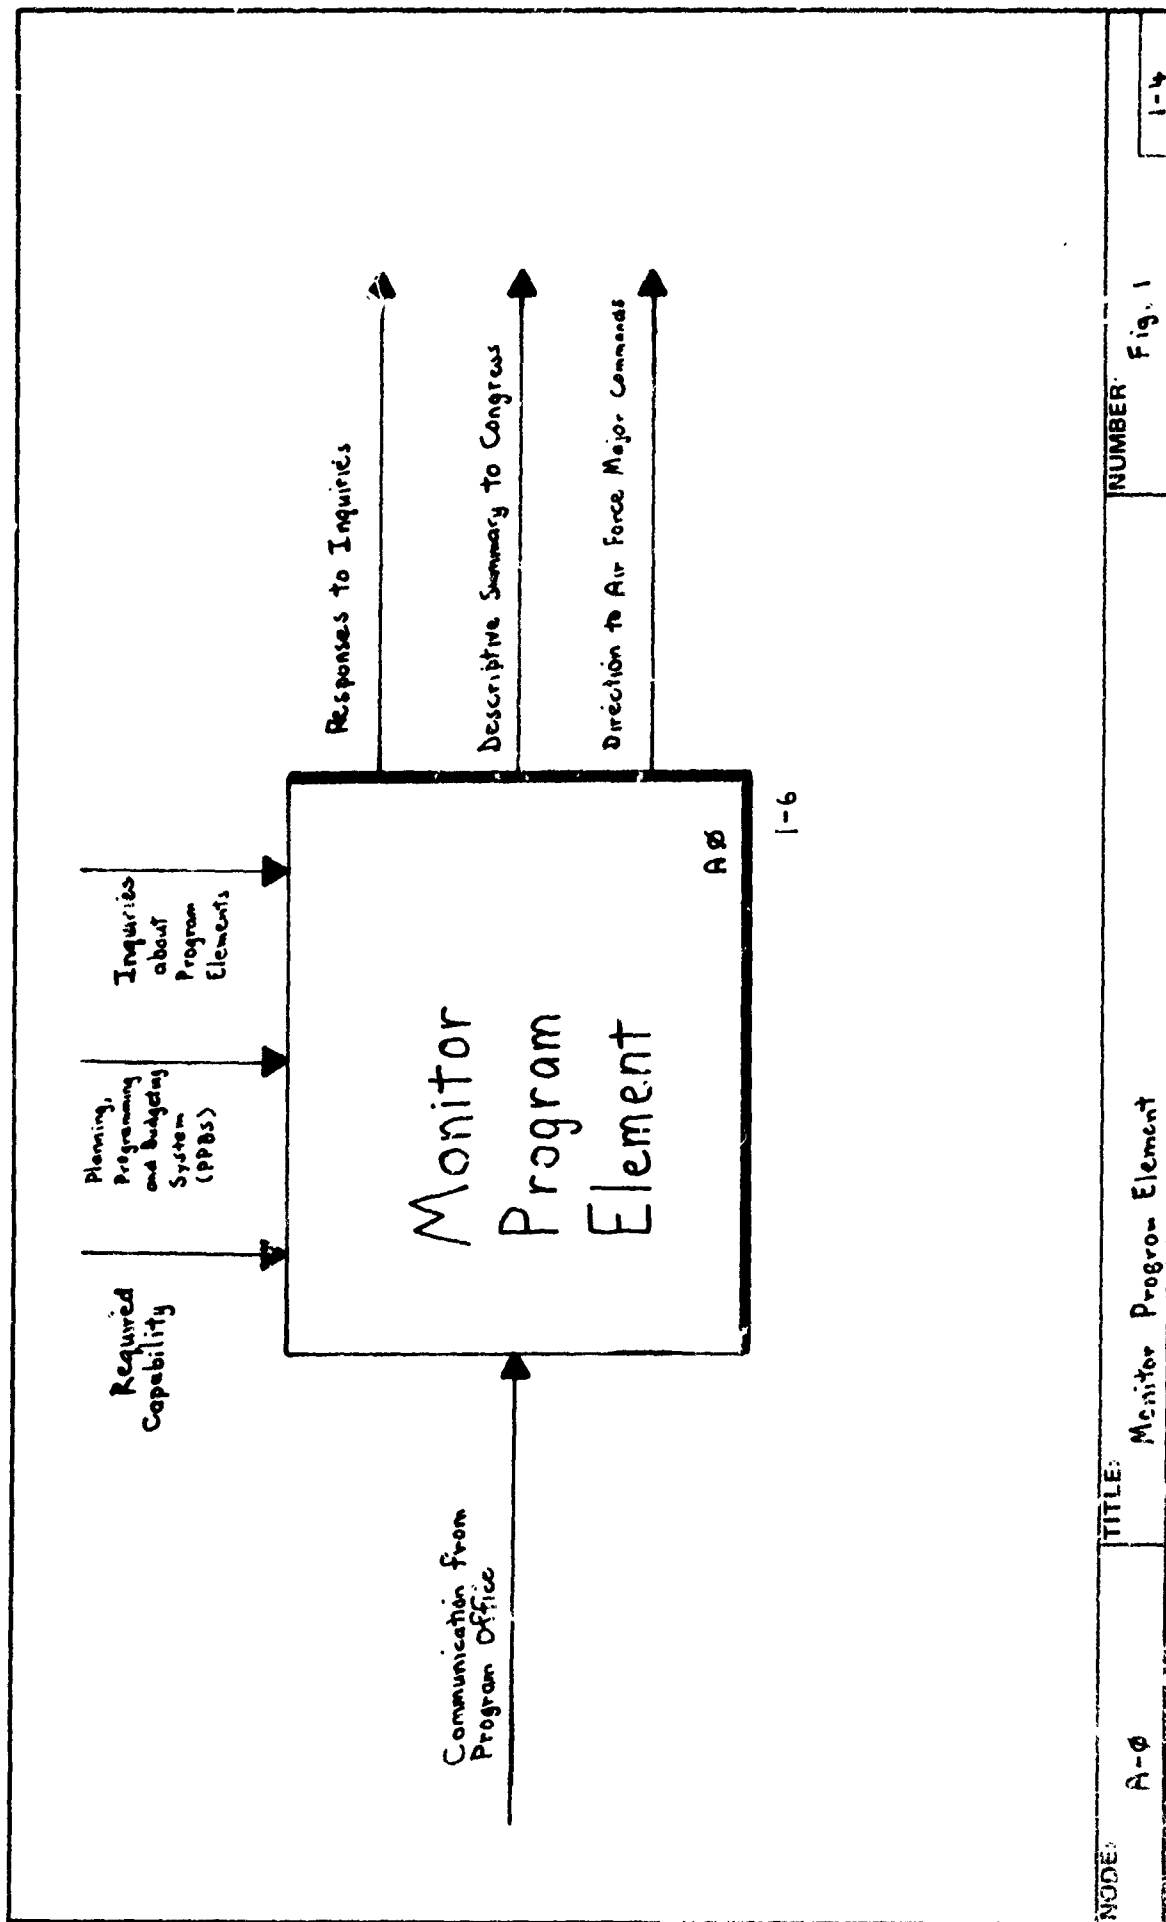 Required
Capability
Planning,
Programming
and Budgeting
System
(PPBS)
Inquiries
about
Program
Elements
Communication from
Program Office
Monitor
Program
Element
AØ
1-6
Responses to Inquiries
Descriptive Summary to Congress
Direction to Air Force Major Commands
NODE:
A-Ø
TITLE:
Monitor Program Element
NUMBER:
Fig. 1
1-4